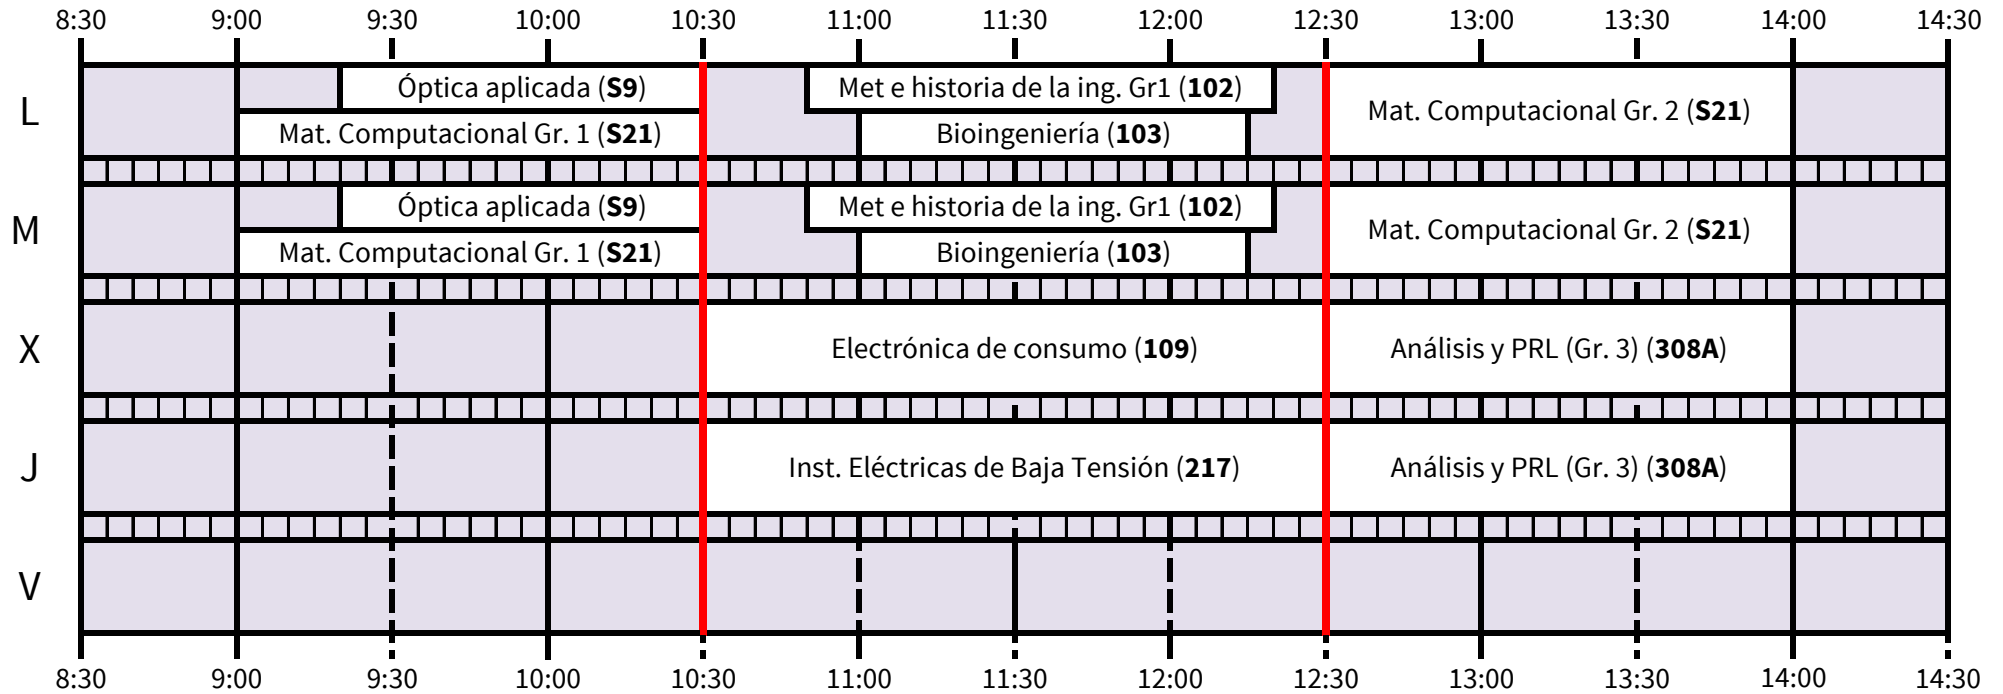 8:30 9:00 9:30 10:00 10:30 11:00 11:30 12:00 12:30 13:00 13:30 14:00 14:30
L
Óptica aplicada (S9)
Met e historia de la ing. Gr1 (102)
Mat. Computacional Gr. 2 (S21)
Mat. Computacional Gr. 1 (S21)
Bioingeniería (103)
M
Óptica aplicada (S9)
Met e historia de la ing. Gr1 (102)
Mat. Computacional Gr. 2 (S21)
Mat. Computacional Gr. 1 (S21)
Bioingeniería (103)
X
Electrónica de consumo (109)
Análisis y PRL (Gr. 3) (308A)
J
Inst. Eléctricas de Baja Tensión (217)
Análisis y PRL (Gr. 3) (308A)
V
8:30 9:00 9:30 10:00 10:30 11:00 11:30 12:00 12:30 13:00 13:30 14:00 14:30